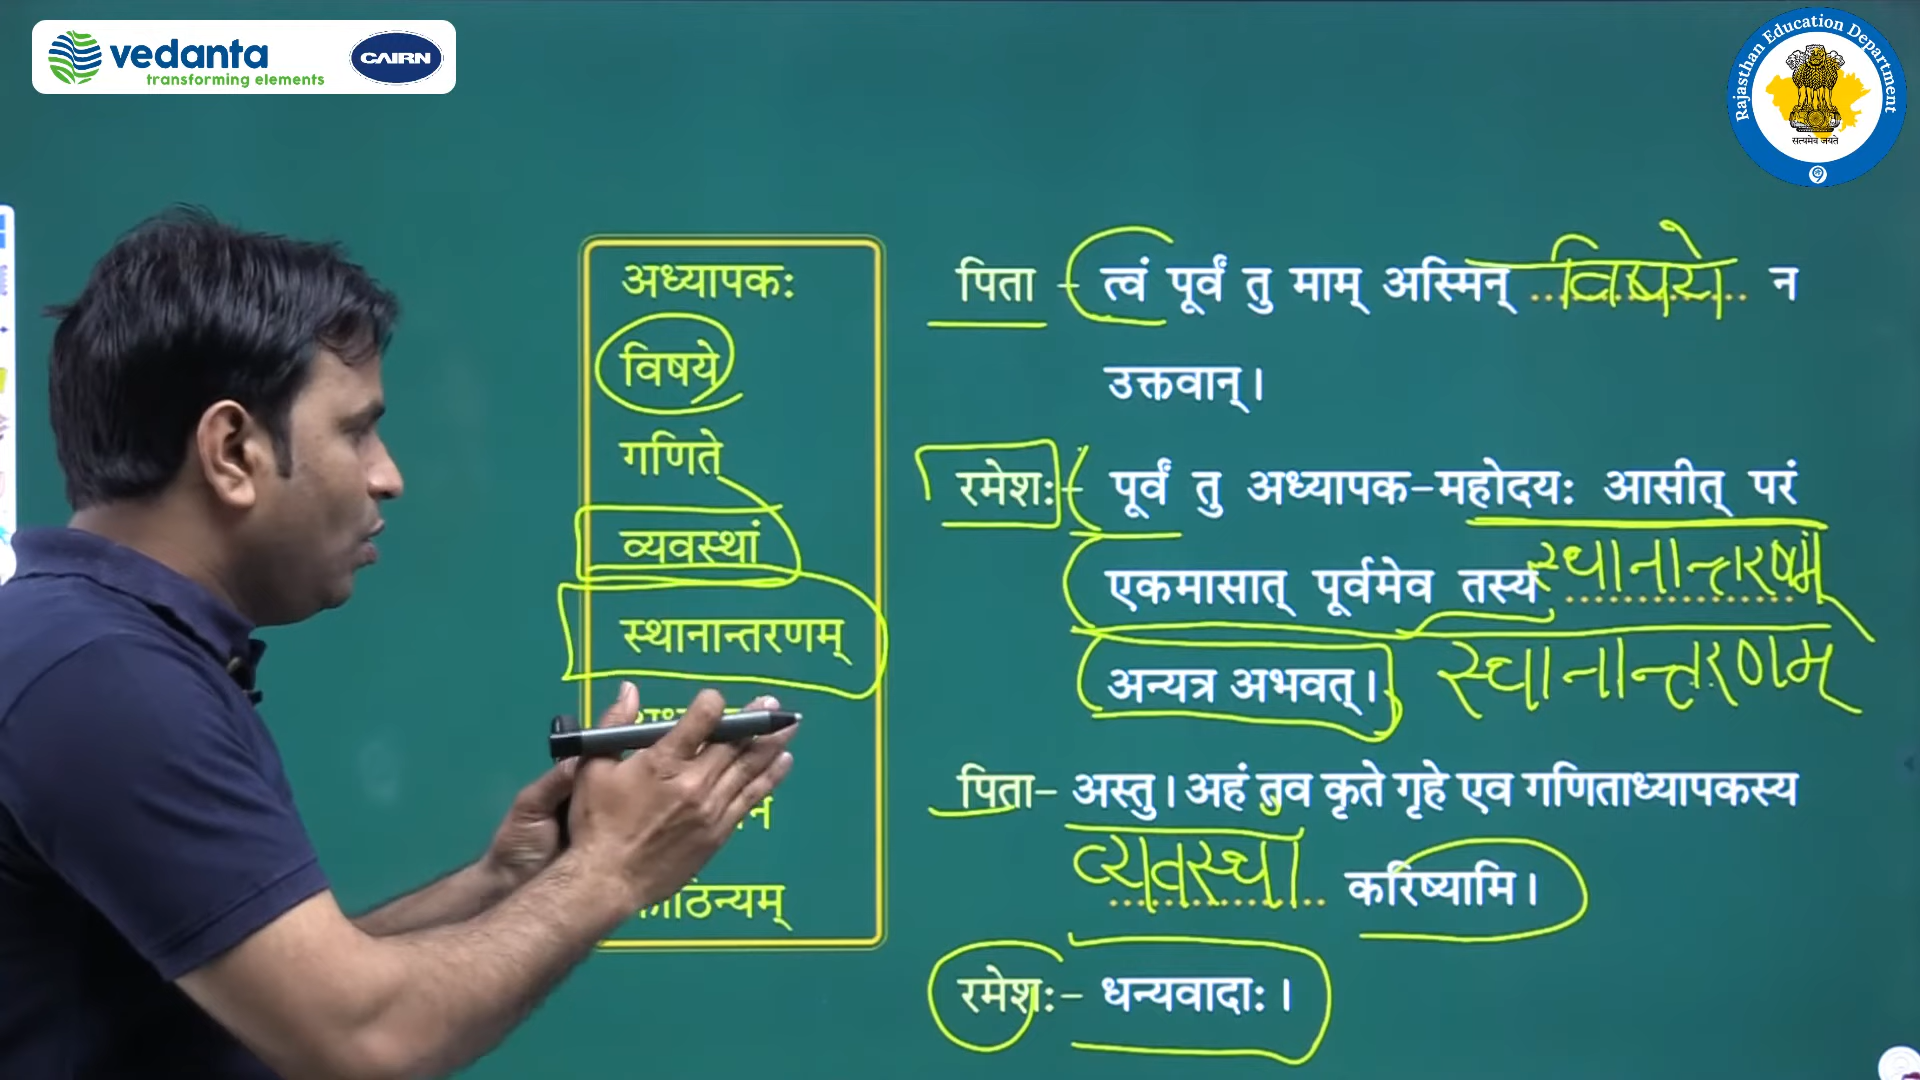 vedanta
transforming elements
CAIRN
Rajasthan Education Department
सत्यमेव जयते
अध्यापकः
विषये
गणिते
व्यवस्थां
स्थानान्तरणम्
काठिन्यम्
पिता - त्वं पूर्वं तु माम् अस्मिन् ...विषये... न
उक्तवान्।
रमेशः- पूर्वं तु अध्यापक-महोदयः आसीत् परं
एकमासात् पूर्वमेव तस्य स्थानान्तरणम्
अन्यत्र अभवत्। स्थानान्तरणम्
पिता- अस्तु। अहं तुव कृते गृहे एव गणिताध्यापकस्य
व्यवस्था ... करिष्यामि।
रमेशः- धन्यवादाः।